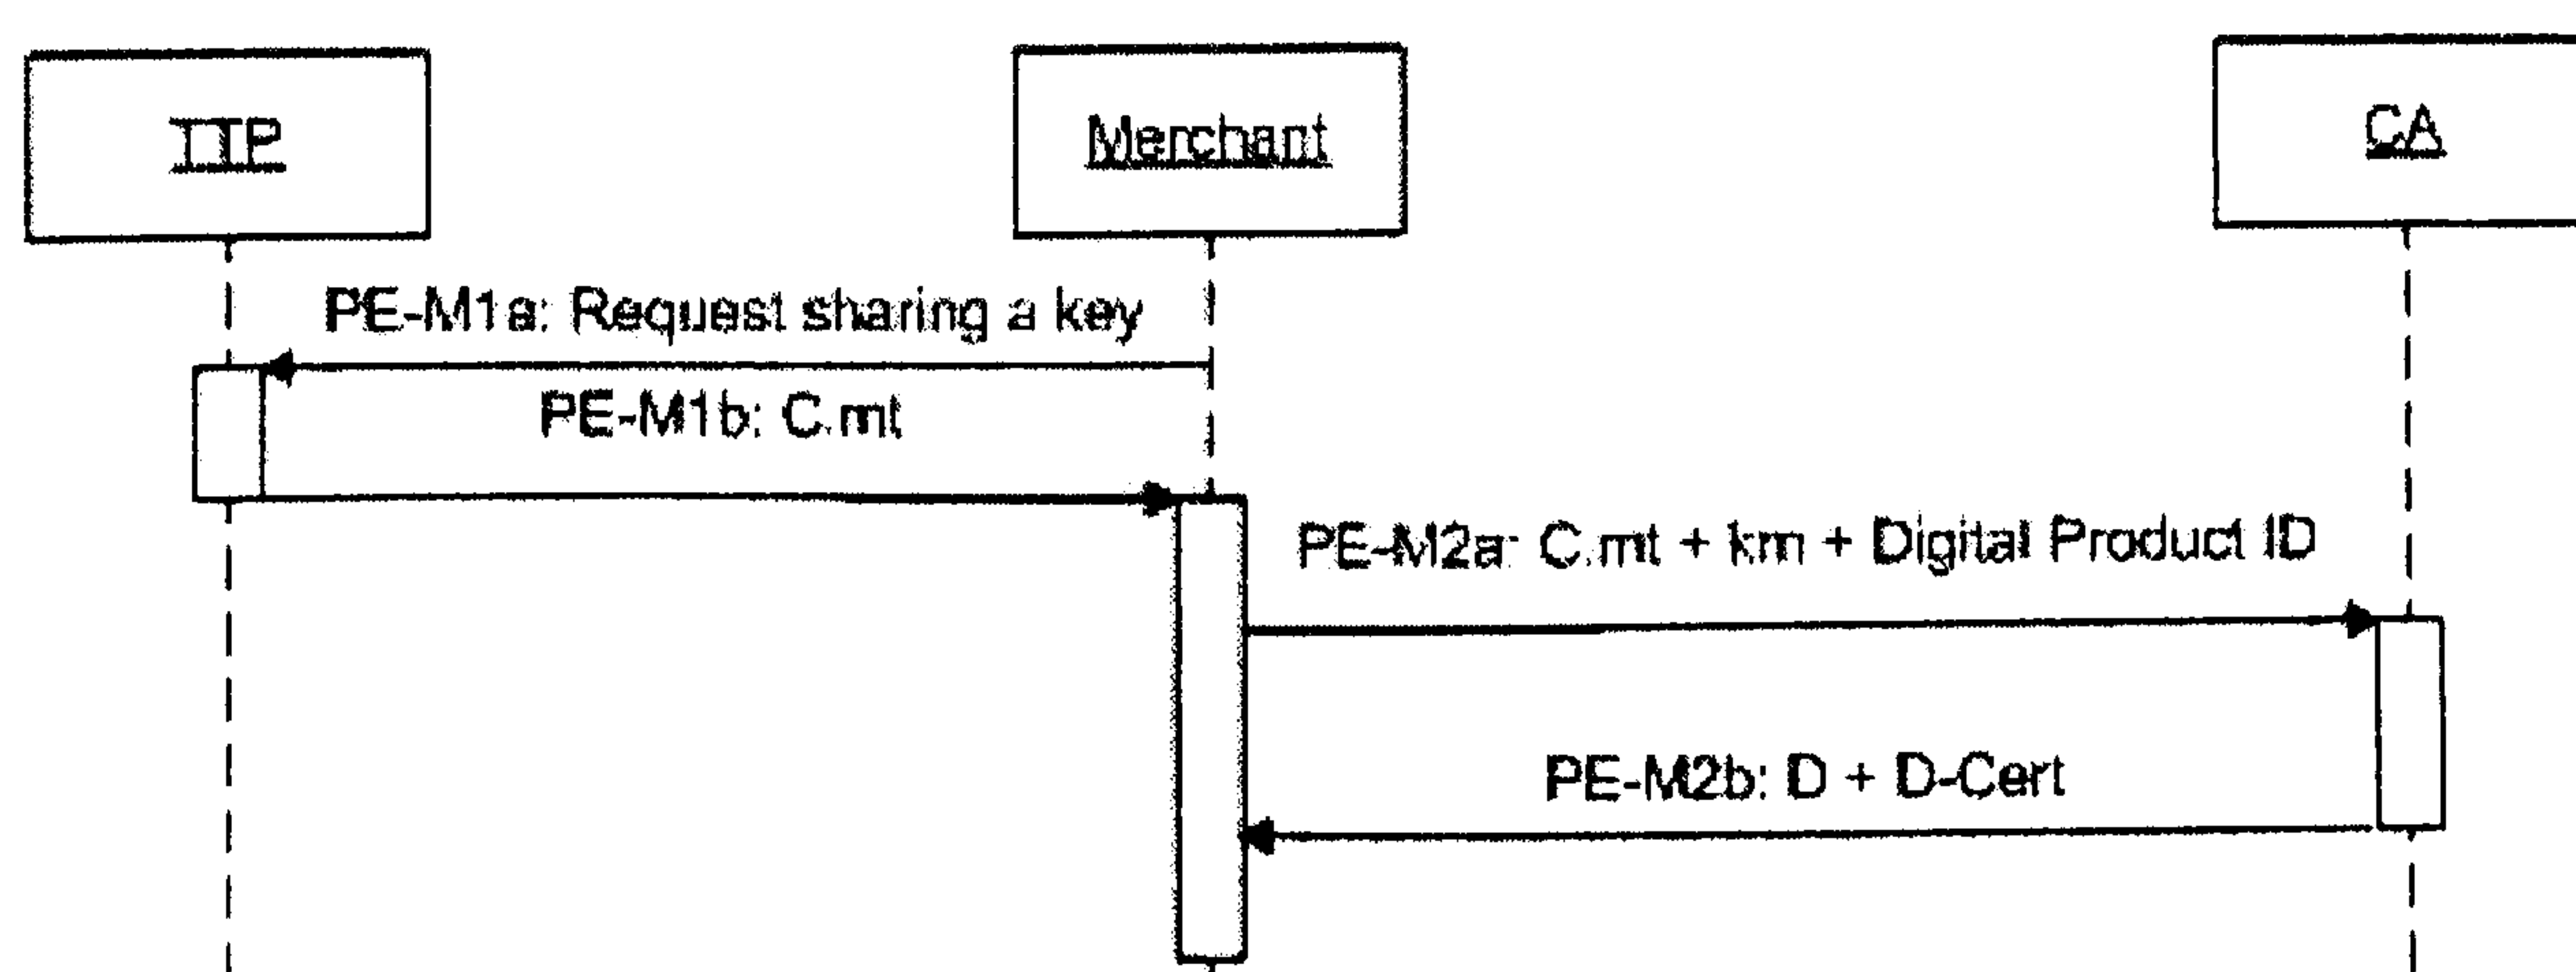 TTP
Merchant
CA
PE-M1a: Request sharing a key
PE-M1b: C.mt
PE-M2a: C.mt + km + Digital Product ID
PE-M2b: D + D-Cert